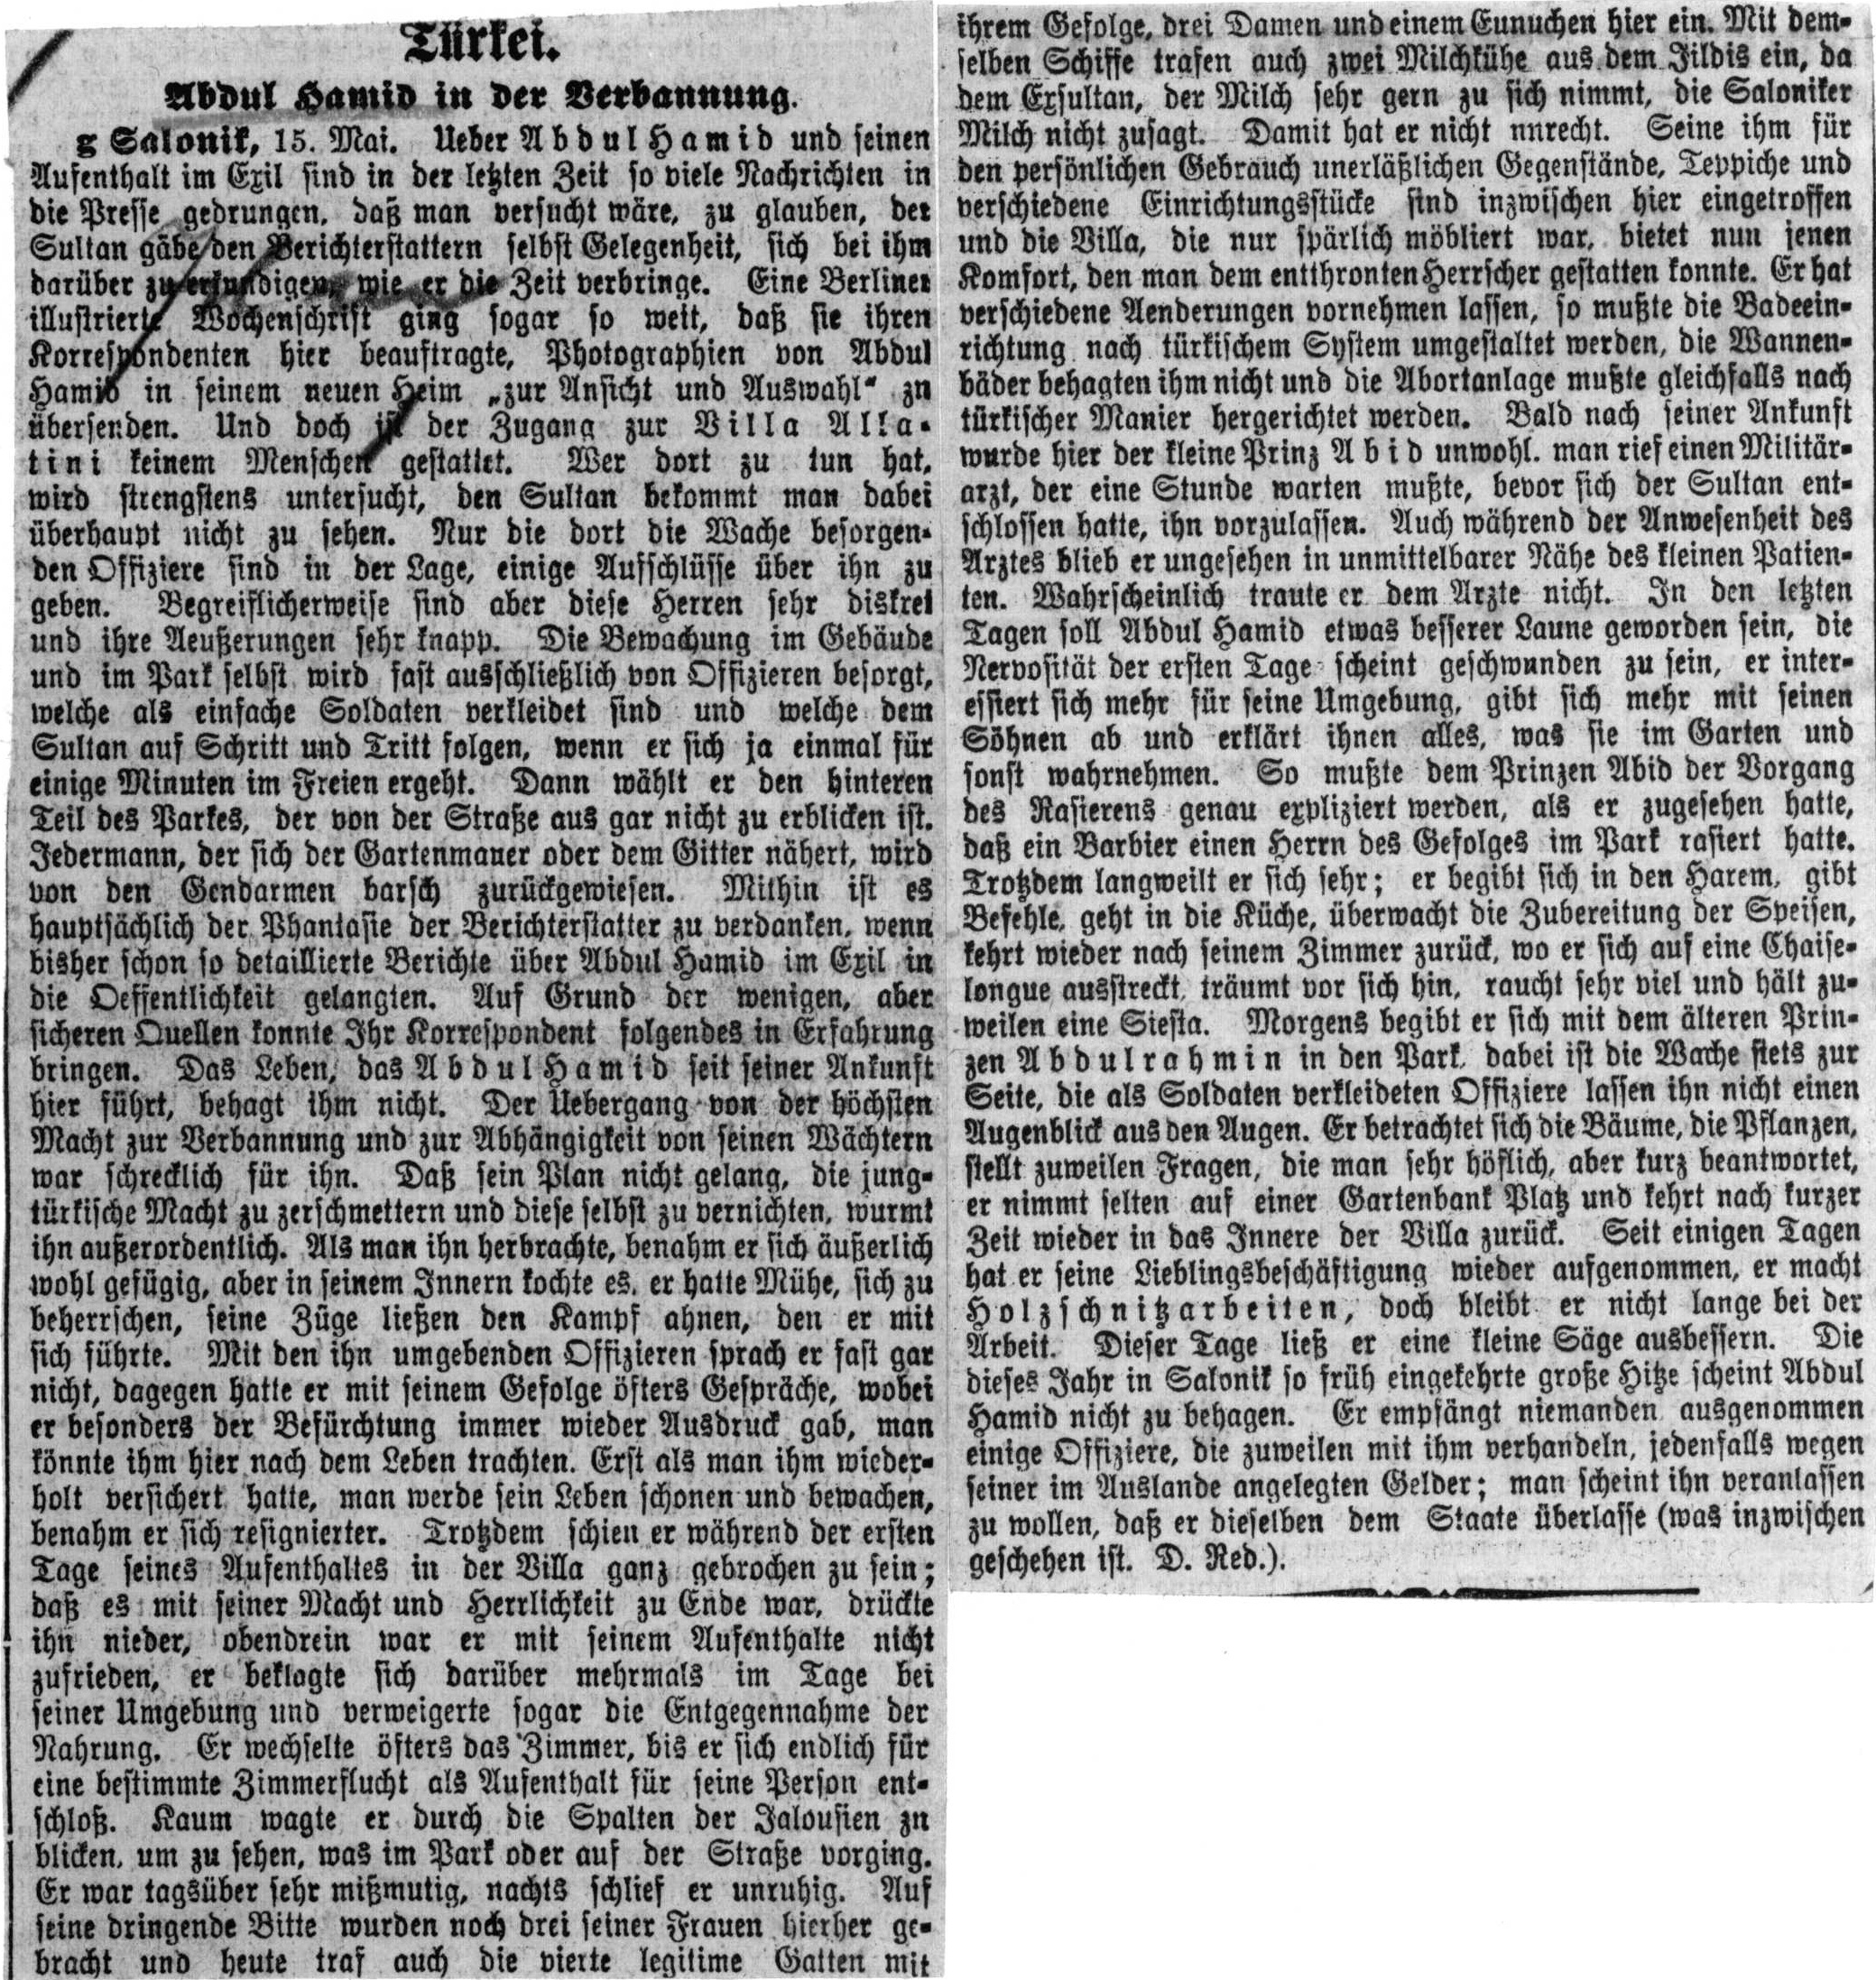 Türkei.
Abdul Hamid in der Verbannung.
g Salonik, 15. Mai. Ueber Abdul Hamid und seinen
Aufenthalt im Exil sind in der letzten Zeit so viele Nachrichten in
die Presse gedrungen, daß man versucht wäre, zu glauben, der
Sultan gäbe den Berichterstattern selbst Gelegenheit, sich bei ihm
darüber zu erkundigen, wie er die Zeit verbringe. Eine Berliner
illustrierte Wochenschrift ging sogar so weit, daß sie ihren
Korrespondenten hier beauftragte, Photographien von Abdul
Hamid in seinem neuen Heim „zur Ansicht und Auswahl“ zu
übersenden. Und doch ist der Zugang zur Villa Alla-
tini keinem Menschen gestattet. Wer dort zu tun hat,
wird strengstens untersucht, den Sultan bekommt man dabei
überhaupt nicht zu sehen. Nur die dort die Wache besorgen-
den Offiziere sind in der Lage, einige Aufschlüsse über ihn zu
geben. Begreiflicherweise sind aber diese Herren sehr diskret
und ihre Aeußerungen sehr knapp. Die Bewachung im Gebäude
und im Park selbst wird fast ausschließlich von Offizieren besorgt,
welche als einfache Soldaten verkleidet sind und welche dem
Sultan auf Schritt und Tritt folgen, wenn er sich ja einmal für
einige Minuten im Freien ergeht. Dann wählt er den hinteren
Teil des Parkes, der von der Straße aus gar nicht zu erblicken ist.
Jedermann, der sich der Gartenmauer oder dem Gitter nähert, wird
von den Gendarmen barsch zurückgewiesen. Mithin ist es
hauptsächlich der Phantasie der Berichterstatter zu verdanken, wenn
bisher schon so detaillierte Berichte über Abdul Hamid im Exil in
die Oeffentlichkeit gelangten. Auf Grund der wenigen, aber
sicheren Quellen konnte Ihr Korrespondent folgendes in Erfahrung
bringen. Das Leben, das Abdul Hamid seit seiner Ankunft
hier führt, behagt ihm nicht. Der Uebergang von der höchsten
Macht zur Verbannung und zur Abhängigkeit von seinen Wächtern
war schrecklich für ihn. Daß sein Plan nicht gelang, die jung-
türkische Macht zu zerschmettern und diese selbst zu vernichten, wurmt
ihn außerordentlich. Als man ihn herbrachte, benahm er sich äußerlich
wohl gefügig, aber in seinem Innern kochte es, er hatte Mühe, sich zu
beherrschen, seine Züge ließen den Kampf ahnen, den er mit
sich führte. Mit den ihn umgebenden Offizieren sprach er fast gar
nicht, dagegen hatte er mit seinem Gefolge öfters Gespräche, wobei
er besonders der Befürchtung immer wieder Ausdruck gab, man
könnte ihm hier nach dem Leben trachten. Erst als man ihm wieder-
holt versichert hatte, man werde sein Leben schonen und bewachen,
benahm er sich resignierter. Trotzdem schien er während der ersten
Tage seines Aufenthaltes in der Villa ganz gebrochen zu sein;
daß es mit seiner Macht und Herrlichkeit zu Ende war, drückte
ihn nieder, obendrein war er mit seinem Aufenthalte nicht
zufrieden, er beklagte sich darüber mehrmals im Tage bei
seiner Umgebung und verweigerte sogar die Entgegennahme der
Nahrung. Er wechselte öfters das Zimmer, bis er sich endlich für
eine bestimmte Zimmerflucht als Aufenthalt für seine Person ent-
schloß. Kaum wagte er durch die Spalten der Jalousien zu
blicken, um zu sehen, was im Park oder auf der Straße vorging.
Er war tagsüber sehr mißmutig, nachts schlief er unruhig. Auf
seine dringende Bitte wurden noch drei seiner Frauen hierher ge-
bracht und heute traf auch die vierte legitime Gatten mit
ihrem Gefolge, drei Damen und einem Eunuchen hier ein. Mit dem-
selben Schiffe trafen auch zwei Milchkühe aus dem Jildis ein, da
dem Exsultan, der Milch sehr gern zu sich nimmt, die Saloniker
Milch nicht zusagt. Damit hat er nicht unrecht. Seine ihm für
den persönlichen Gebrauch unerläßlichen Gegenstände, Teppiche und
verschiedene Einrichtungsstücke sind inzwischen hier eingetroffen
und die Villa, die nur spärlich möbliert war, bietet nun jenen
Komfort, den man dem entthronten Herrscher gestatten konnte. Er hat
verschiedene Aenderungen vornehmen lassen, so mußte die Badeein-
richtung nach türkischem System umgestaltet werden, die Wannen-
bäder behagten ihm nicht und die Abortanlage mußte gleichfalls nach
türkischer Manier hergerichtet werden. Bald nach seiner Ankunft
wurde hier der kleine Prinz Abid unwohl. man rief einen Militär-
arzt, der eine Stunde warten mußte, bevor sich der Sultan ent-
schlossen hatte, ihn vorzulassen. Auch während der Anwesenheit des
Arztes blieb er ungesehen in unmittelbarer Nähe des kleinen Patien-
ten. Wahrscheinlich traute er dem Arzte nicht. In den letzten
Tagen soll Abdul Hamid etwas besserer Laune geworden sein, die
Nervosität der ersten Tage scheint geschwunden zu sein, er inter-
essiert sich mehr für seine Umgebung, gibt sich mehr mit seinen
Söhnen ab und erklärt ihnen alles, was sie im Garten und
sonst wahrnehmen. So mußte dem Prinzen Abid der Vorgang
des Rasierens genau expliziert werden, als er zugesehen hatte,
daß ein Barbier einen Herrn des Gefolges im Park rasiert hatte.
Trotzdem langweilt er sich sehr; er begibt sich in den Harem, gibt
Befehle, geht in die Küche, überwacht die Zubereitung der Speisen,
kehrt wieder nach seinem Zimmer zurück, wo er sich auf eine Chaise-
longue ausstreckt, träumt vor sich hin, raucht sehr viel und hält zu-
weilen eine Siesta. Morgens begibt er sich mit dem älteren Prin-
zen Abdulrahmin in den Park, dabei ist die Wache stets zur
Seite, die als Soldaten verkleideten Offiziere lassen ihn nicht einen
Augenblick aus den Augen. Er betrachtet sich die Bäume, die Pflanzen,
stellt zuweilen Fragen, die man sehr höflich, aber kurz beantwortet,
er nimmt selten auf einer Gartenbank Platz und kehrt nach kurzer
Zeit wieder in das Innere der Villa zurück. Seit einigen Tagen
hat er seine Lieblingsbeschäftigung wieder aufgenommen, er macht
Holzschnitzarbeiten, doch bleibt er nicht lange bei der
Arbeit. Dieser Tage ließ er eine kleine Säge ausbessern. Die
dieses Jahr in Salonik so früh eingekehrte große Hitze scheint Abdul
Hamid nicht zu behagen. Er empfängt niemanden ausgenommen
einige Offiziere, die zuweilen mit ihm verhandeln, jedenfalls wegen
seiner im Auslande angelegten Gelder; man scheint ihn veranlassen
zu wollen, daß er dieselben dem Staate überlasse (was inzwischen
geschehen ist. D. Red.).